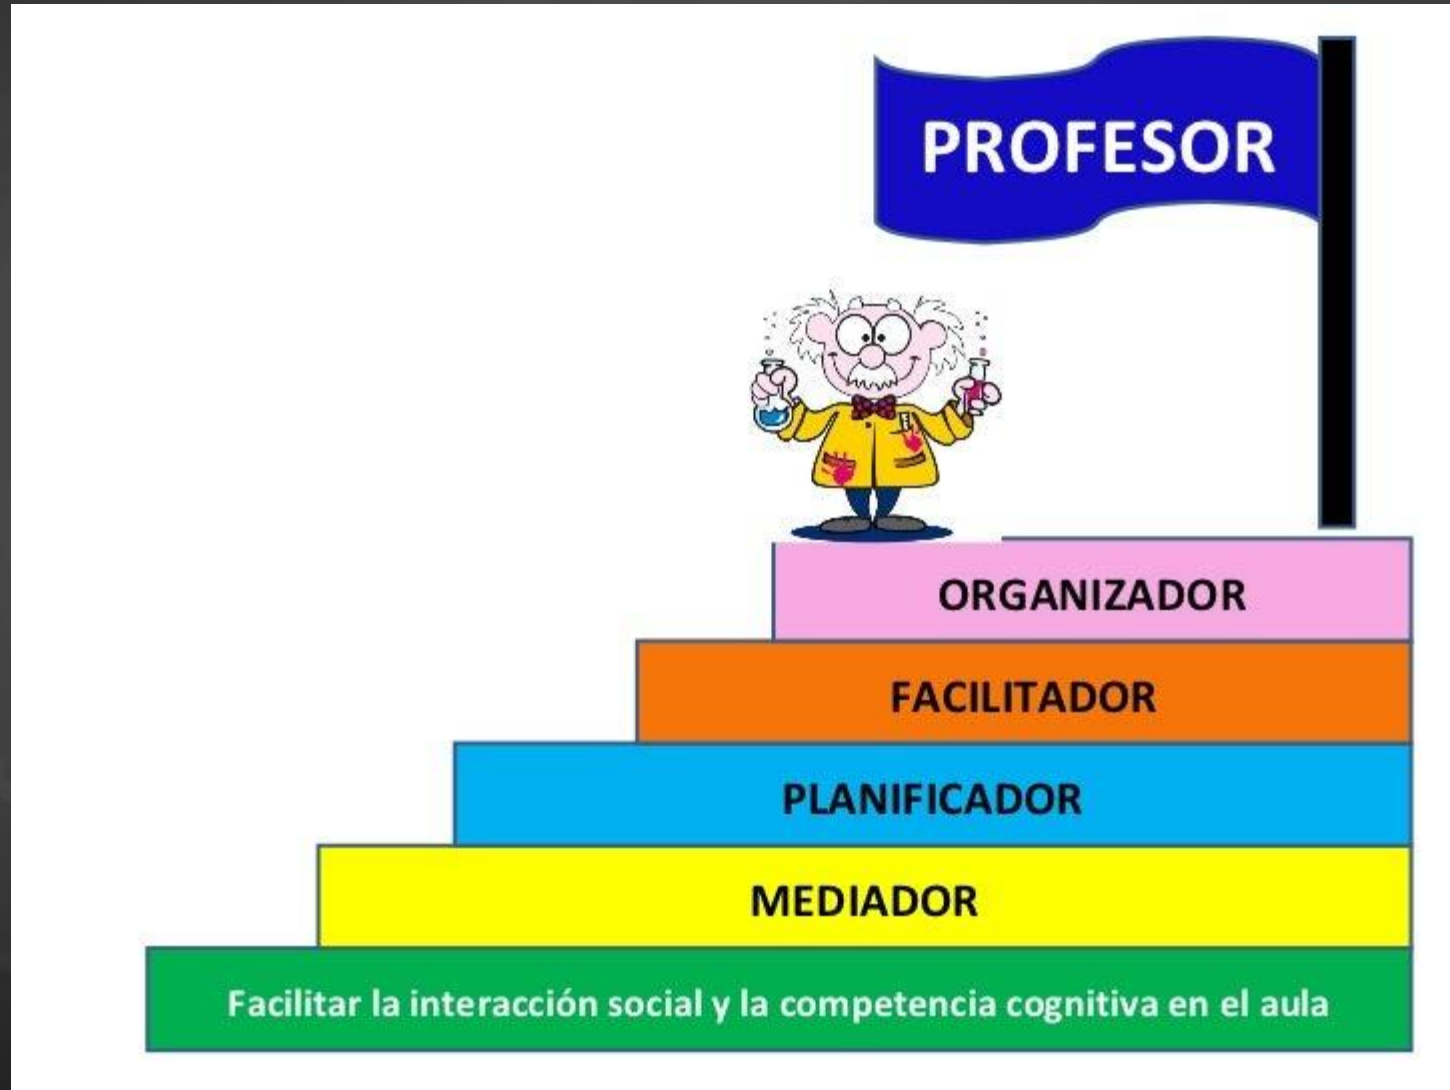 PROFESOR
ORGANIZADOR
FACILITADOR
PLANIFICADOR
MEDIADOR
Facilitar la interacción social y la competencia cognitiva en el aula